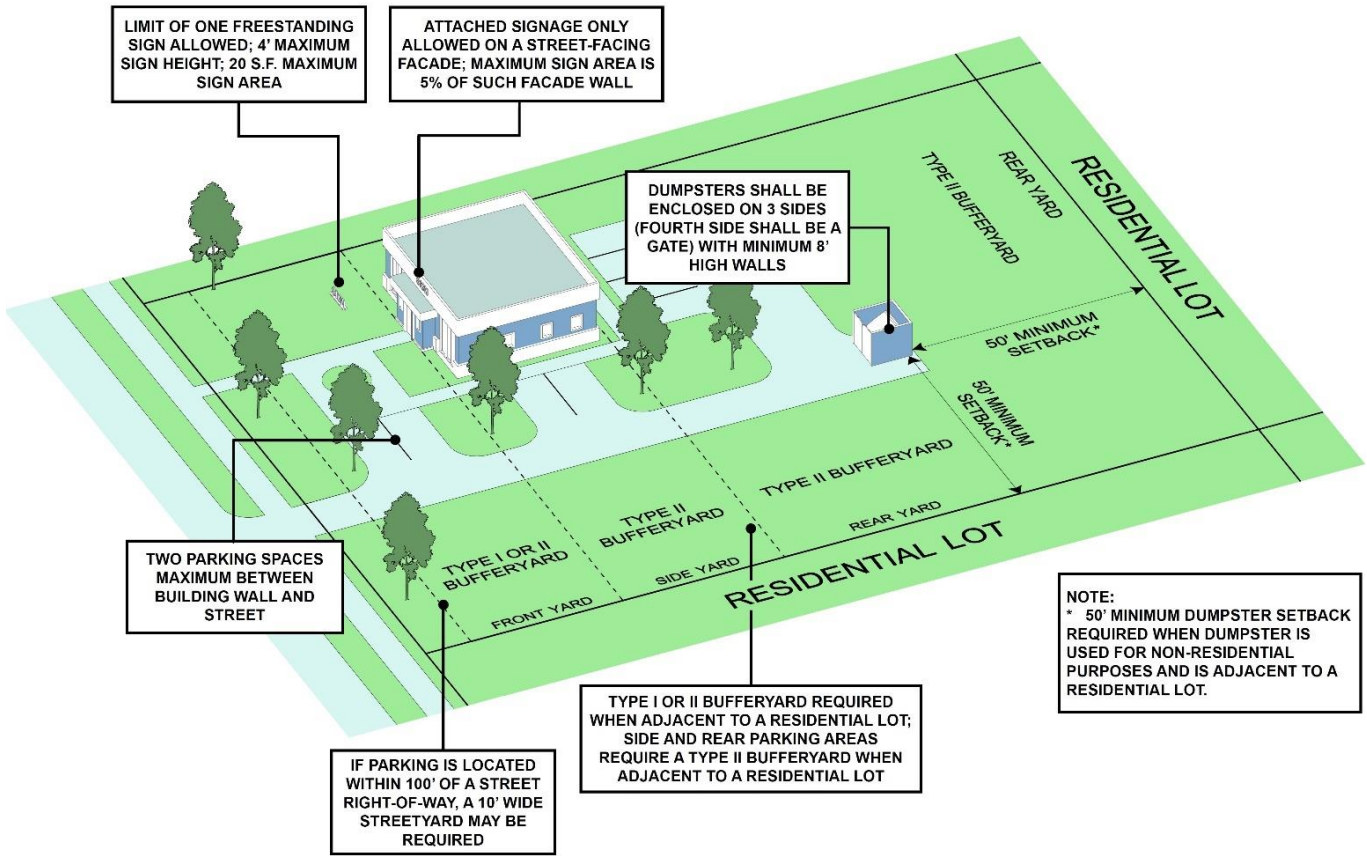 LIMIT OF ONE FREESTANDING
SIGN ALLOWED; 4' MAXIMUM
SIGN HEIGHT; 20 S.F. MAXIMUM
SIGN AREA
ATTACHED SIGNAGE ONLY
ALLOWED ON A STREET-FACING
FACADE; MAXIMUM SIGN AREA IS
5% OF SUCH FACADE WALL
DUMPSTERS SHALL BE
ENCLOSED ON 3 SIDES
(FOURTH SIDE SHALL BE A
GATE) WITH MINIMUM 8'
HIGH WALLS
TYPE II BUFFERYARD
REAR YARD
RESIDENTIAL LOT
50' MINIMUM
SETBACK*
50' MINIMUM
SETBACK*
TYPE I OR II
BUFFERYARD
TYPE II
BUFFERYARD
TYPE II BUFFERYARD
FRONT YARD
SIDE YARD
REAR YARD
RESIDENTIAL LOT
TWO PARKING SPACES
MAXIMUM BETWEEN
BUILDING WALL AND
STREET
IF PARKING IS LOCATED
WITHIN 100' OF A STREET
RIGHT-OF-WAY, A 10' WIDE
STREETYARD MAY BE
REQUIRED
TYPE I OR II BUFFERYARD REQUIRED
WHEN ADJACENT TO A RESIDENTIAL LOT;
SIDE AND REAR PARKING AREAS
REQUIRE A TYPE II BUFFERYARD WHEN
ADJACENT TO A RESIDENTIAL LOT
NOTE:
* 50' MINIMUM DUMPSTER SETBACK
REQUIRED WHEN DUMPSTER IS
USED FOR NON-RESIDENTIAL
PURPOSES AND IS ADJACENT TO A
RESIDENTIAL LOT.